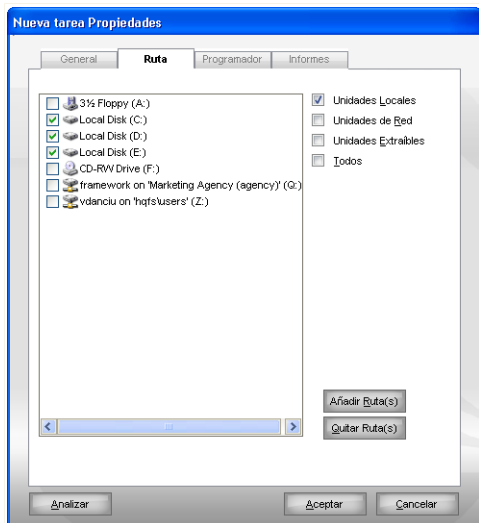 Nueva tarea Propiedades
General Ruta Programador Informes
3½ Floppy (A:)
Local Disk (C:)
Local Disk (D:)
Local Disk (E:)
CD-RW Drive (F:)
framework on 'Marketing Agency (agency)' (Q:)
vdanciu on 'hqfs\users' (Z:)
Unidades Locales
Unidades de Red
Unidades Extraíbles
Todos
Añadir Ruta(s)
Quitar Ruta(s)
Analizar Aceptar Cancelar